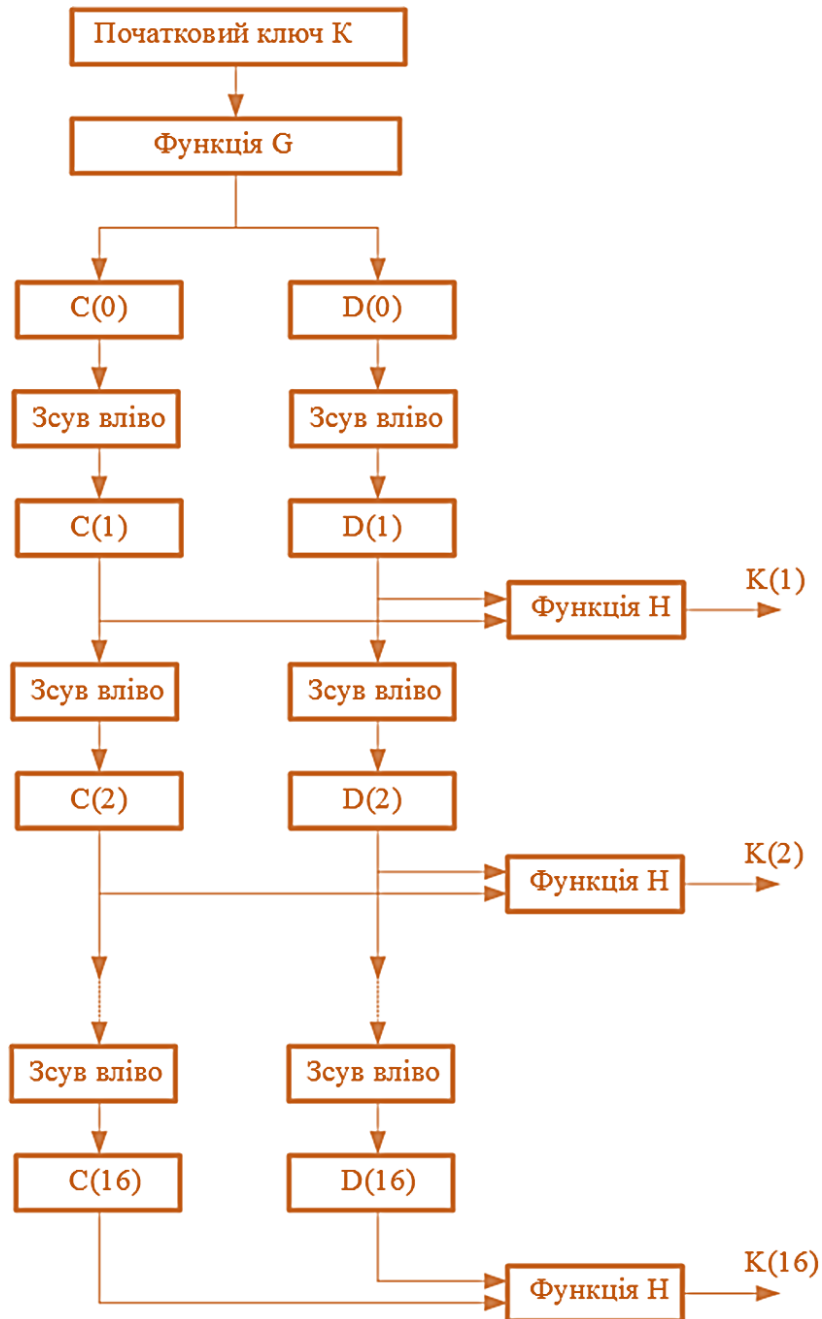 Початковий ключ К
Функція G
C(0)
D(0)
Зсув вліво
Зсув вліво
C(1)
D(1)
Функція Н
K(1)
Зсув вліво
Зсув вліво
C(2)
D(2)
Функція Н
K(2)
Зсув вліво
Зсув вліво
C(16)
D(16)
Функція Н
K(16)